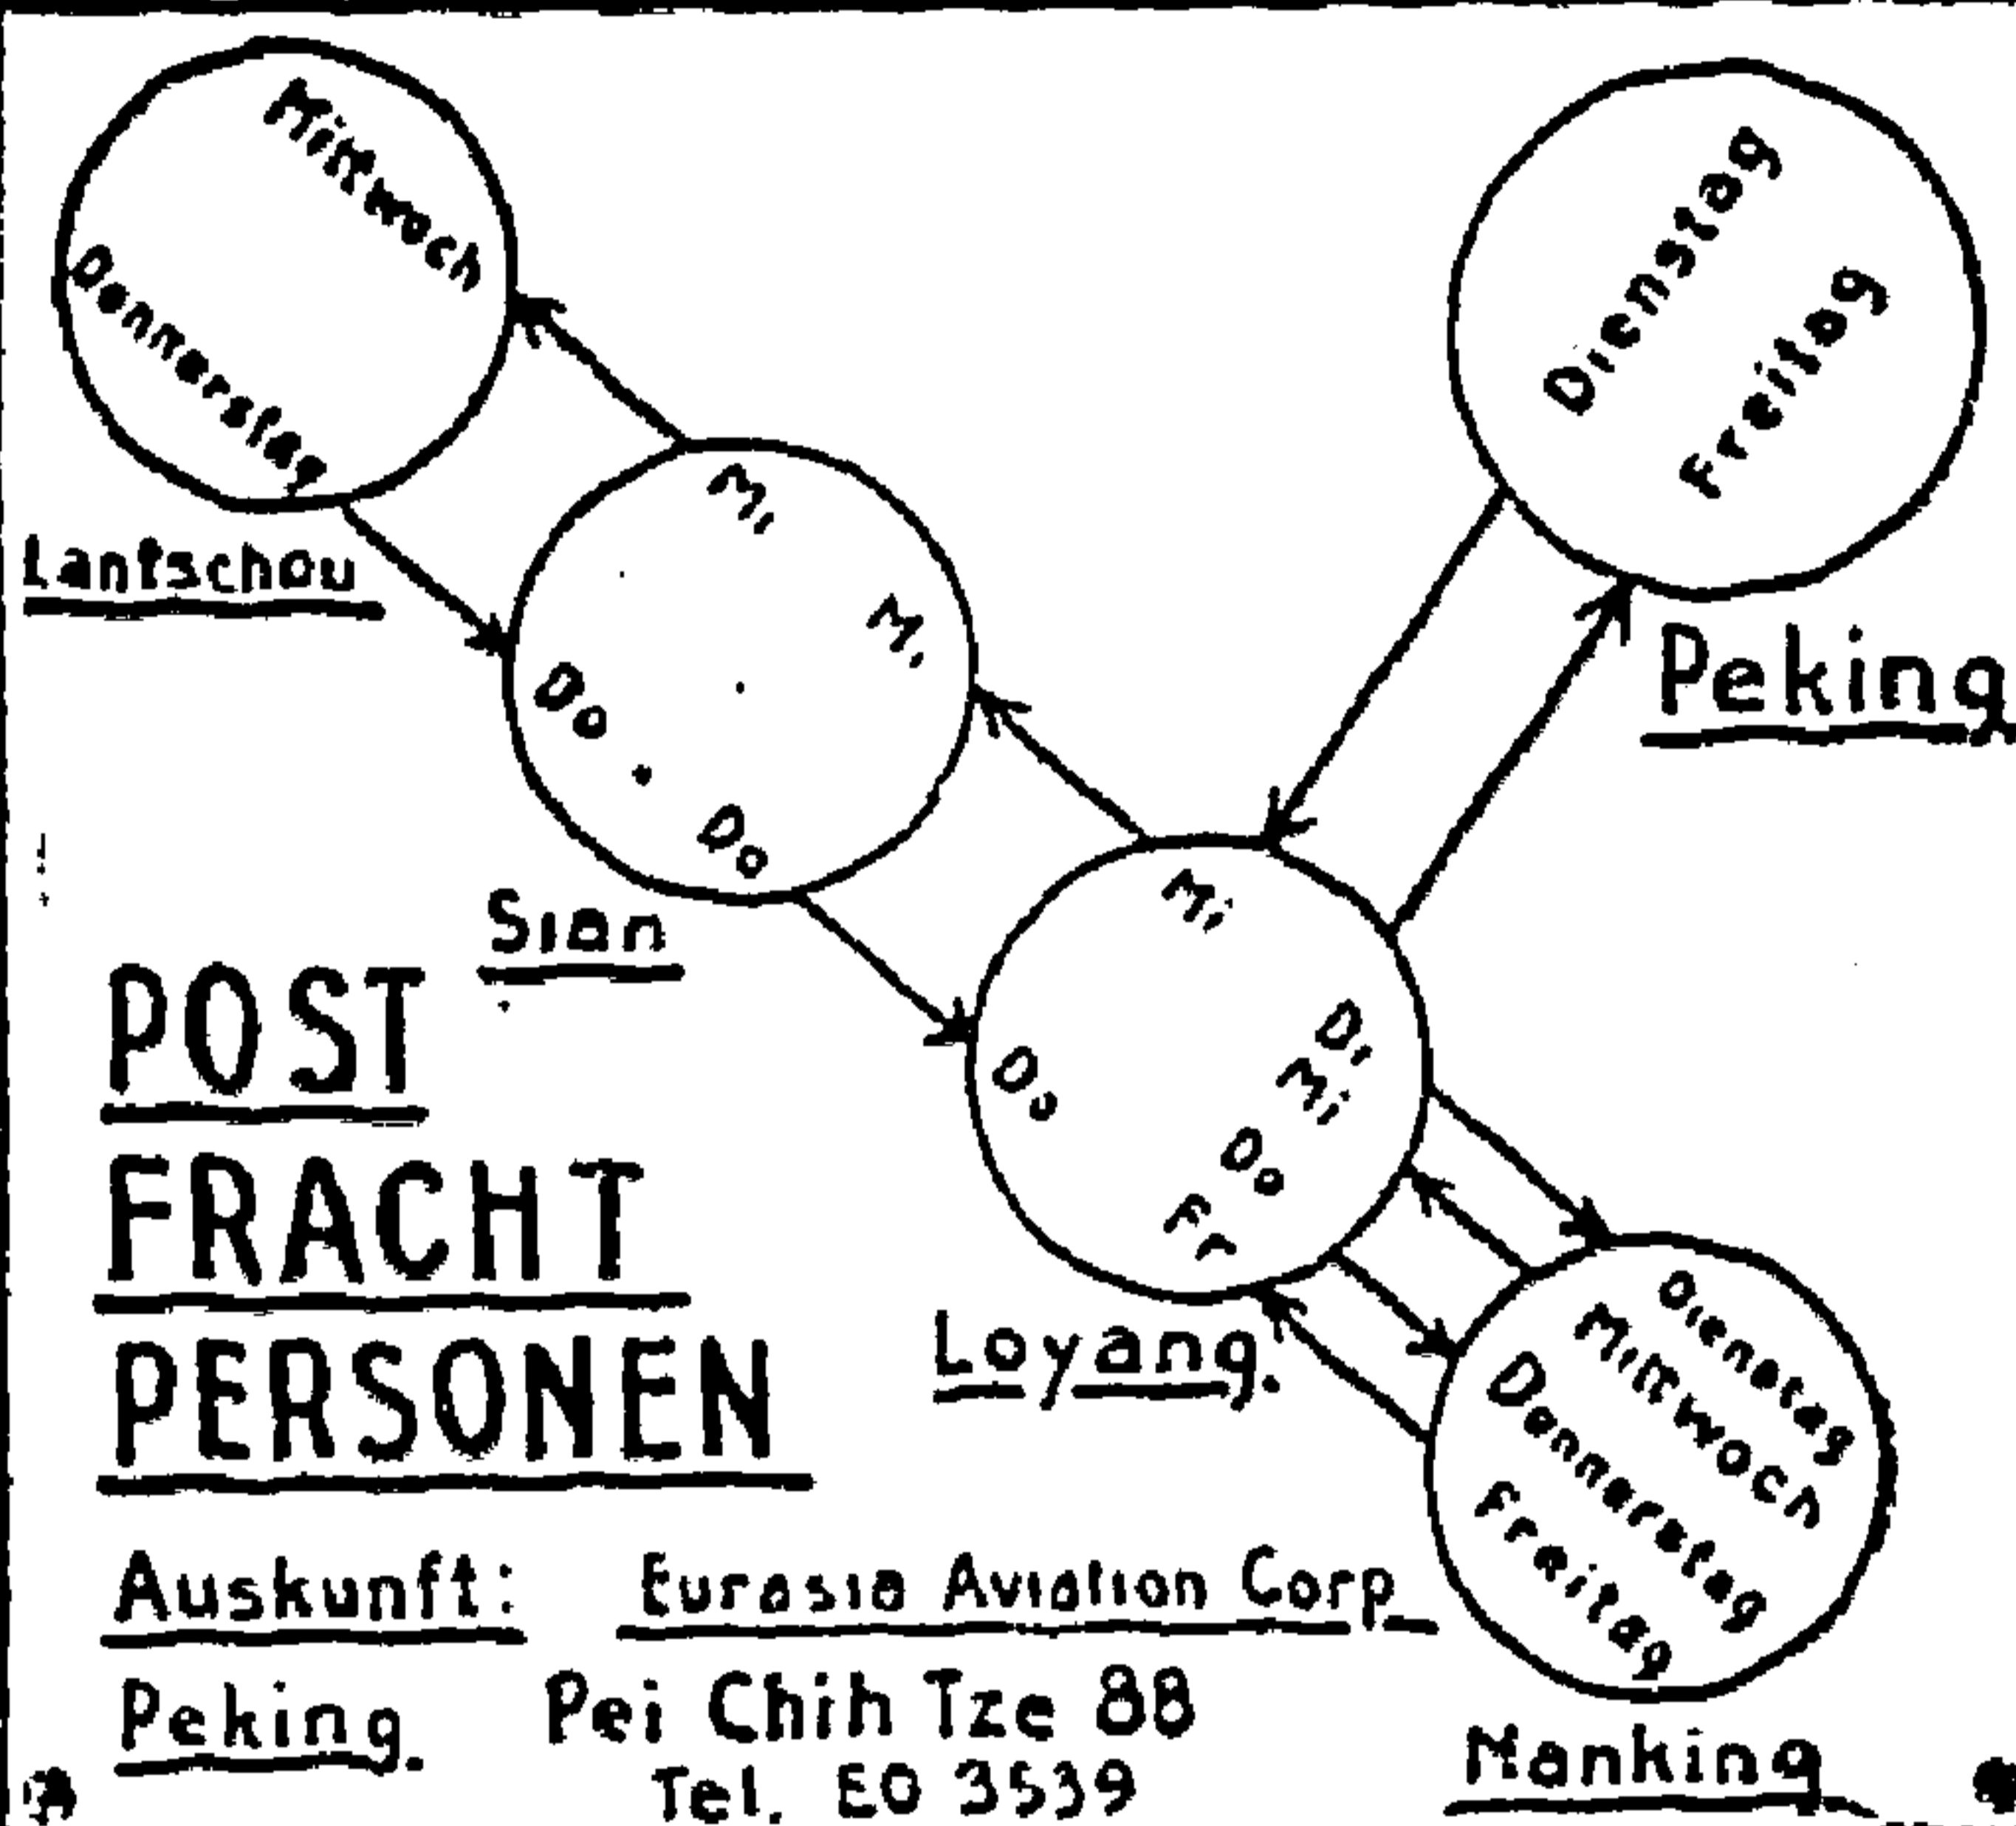 Mittwoch
Donnerstag
Lantschou
Dienstag
Freitag
Peking
Mi
Mi
Do
Do
Sian
Mi
Do
Di
Mi
Do
Fr
Loyang.
Dienstag
Mittwoch
Donnerstag
Freitag
Nanking
POST
FRACHT
PERSONEN
Auskunft: Eurasia Aviation Corp.
Peking. Pei Chih Tze 88
Tel. EO 3539